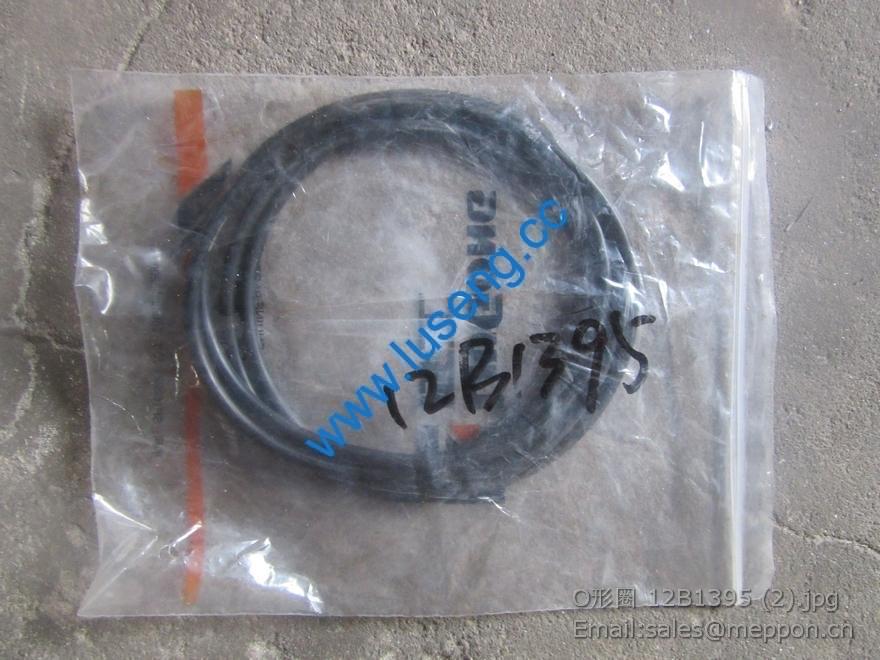 www.luseng.cc
12B1395
O形圈 12B1395 (2).jpg
Email:sales@meppon.cn